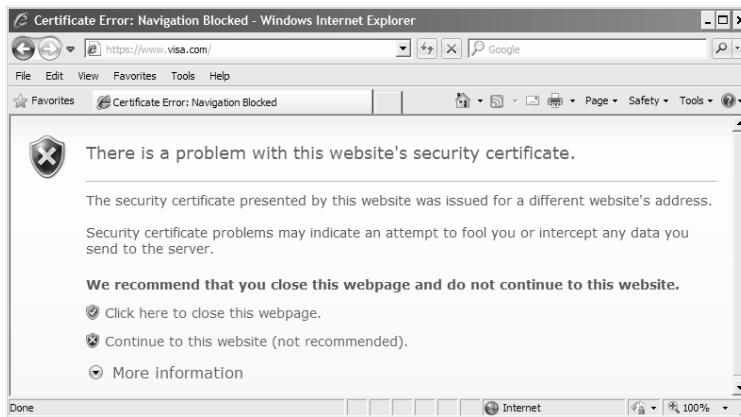 Certificate Error: Navigation Blocked - Windows Internet Explorer
https://www.visa.com/
Google
File Edit View Favorites Tools Help
Favorites
Certificate Error: Navigation Blocked
Page
Safety
Tools
There is a problem with this website's security certificate.
The security certificate presented by this website was issued for a different website's address.
Security certificate problems may indicate an attempt to fool you or intercept any data you
send to the server.
We recommend that you close this webpage and do not continue to this website.
Click here to close this webpage.
Continue to this website (not recommended).
More information
Done
Internet
100%